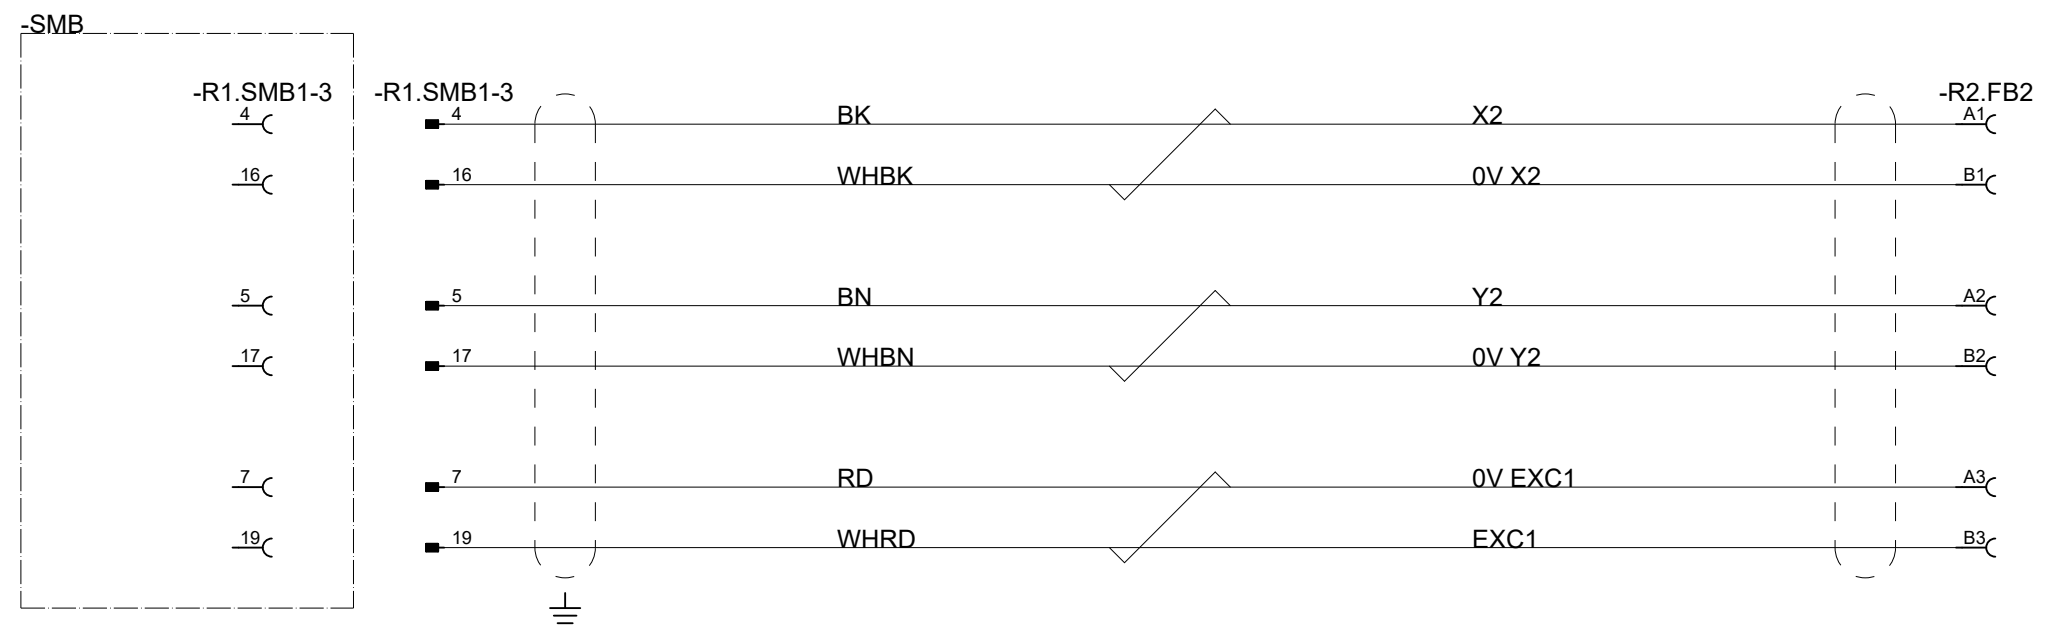 -SMB
-R1.SMB1-3 -R1.SMB1-3 -R2.FB2
4 4 BK X2 A1
16 16 WHBK 0V X2 B1
5 5 BN Y2 A2
17 17 WHBN 0V Y2 B2
7 7 RD 0V EXC1 A3
19 19 WHRD EXC1 B3